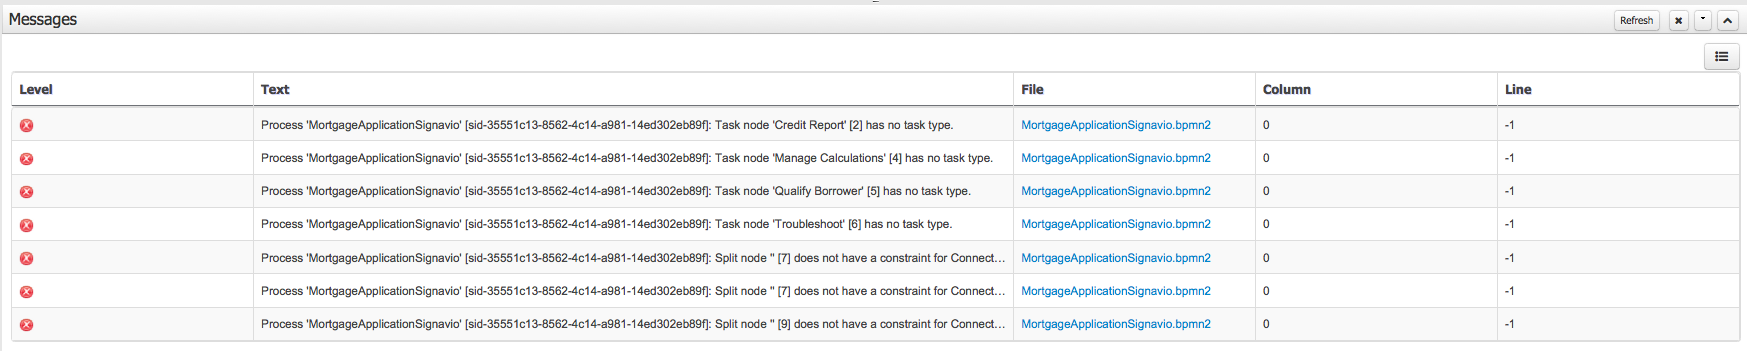 Messages
Refresh
Level Text File Column Line
Process 'MortgageApplicationSignavio' [sid-35551c13-8562-4c14-a981-14ed302eb89f]: Task node 'Credit Report' [2] has no task type. MortgageApplicationSignavio.bpmn2 0 -1
Process 'MortgageApplicationSignavio' [sid-35551c13-8562-4c14-a981-14ed302eb89f]: Task node 'Manage Calculations' [4] has no task type. MortgageApplicationSignavio.bpmn2 0 -1
Process 'MortgageApplicationSignavio' [sid-35551c13-8562-4c14-a981-14ed302eb89f]: Task node 'Qualify Borrower' [5] has no task type. MortgageApplicationSignavio.bpmn2 0 -1
Process 'MortgageApplicationSignavio' [sid-35551c13-8562-4c14-a981-14ed302eb89f]: Task node 'Troubleshoot' [6] has no task type. MortgageApplicationSignavio.bpmn2 0 -1
Process 'MortgageApplicationSignavio' [sid-35551c13-8562-4c14-a981-14ed302eb89f]: Split node '' [7] does not have a constraint for Connect... MortgageApplicationSignavio.bpmn2 0 -1
Process 'MortgageApplicationSignavio' [sid-35551c13-8562-4c14-a981-14ed302eb89f]: Split node '' [7] does not have a constraint for Connect... MortgageApplicationSignavio.bpmn2 0 -1
Process 'MortgageApplicationSignavio' [sid-35551c13-8562-4c14-a981-14ed302eb89f]: Split node '' [9] does not have a constraint for Connect... MortgageApplicationSignavio.bpmn2 0 -1